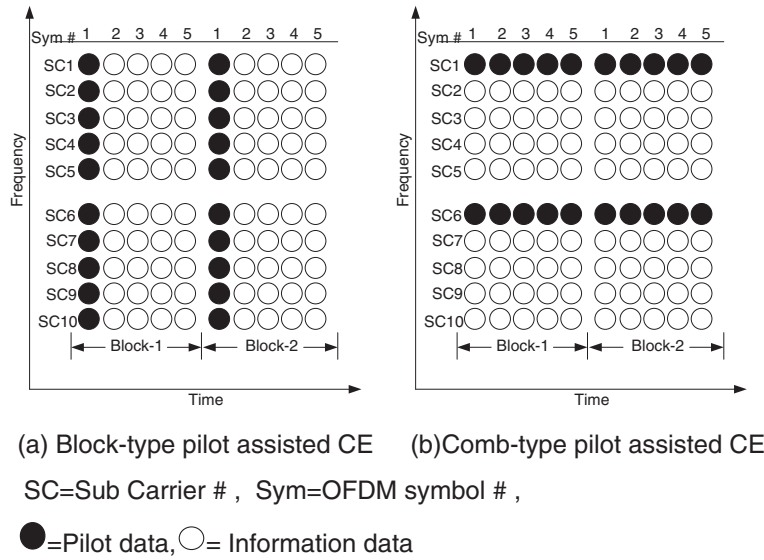 Sym # 1 2 3 4 5 1 2 3 4 5
SC1
SC2
SC3
SC4
SC5
SC6
SC7
SC8
SC9
SC10
Block-1 Block-2
Frequency
Time
Sym # 1 2 3 4 5 1 2 3 4 5
SC1
SC2
SC3
SC4
SC5
SC6
SC7
SC8
SC9
SC10
Block-1 Block-2
Frequency
Time
(a) Block-type pilot assisted CE (b)Comb-type pilot assisted CE
SC=Sub Carrier # , Sym=OFDM symbol # ,
=Pilot data, = Information data